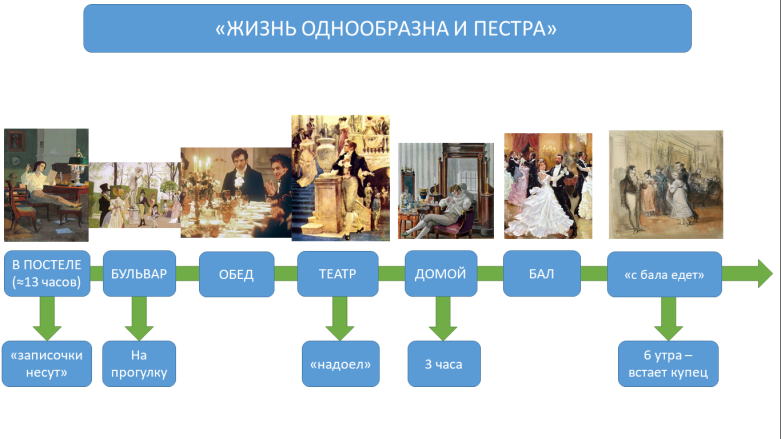 «ЖИЗНЬ ОДНООБРАЗНА И ПЕСТРА»
В ПОСТЕЛЕ
(≈13 часов)
БУЛЬВАР
ОБЕД
ТЕАТР
ДОМОЙ
БАЛ
«с бала едет»
«записочки
несут»
На
прогулку
«надоел»
3 часа
6 утра –
встает купец